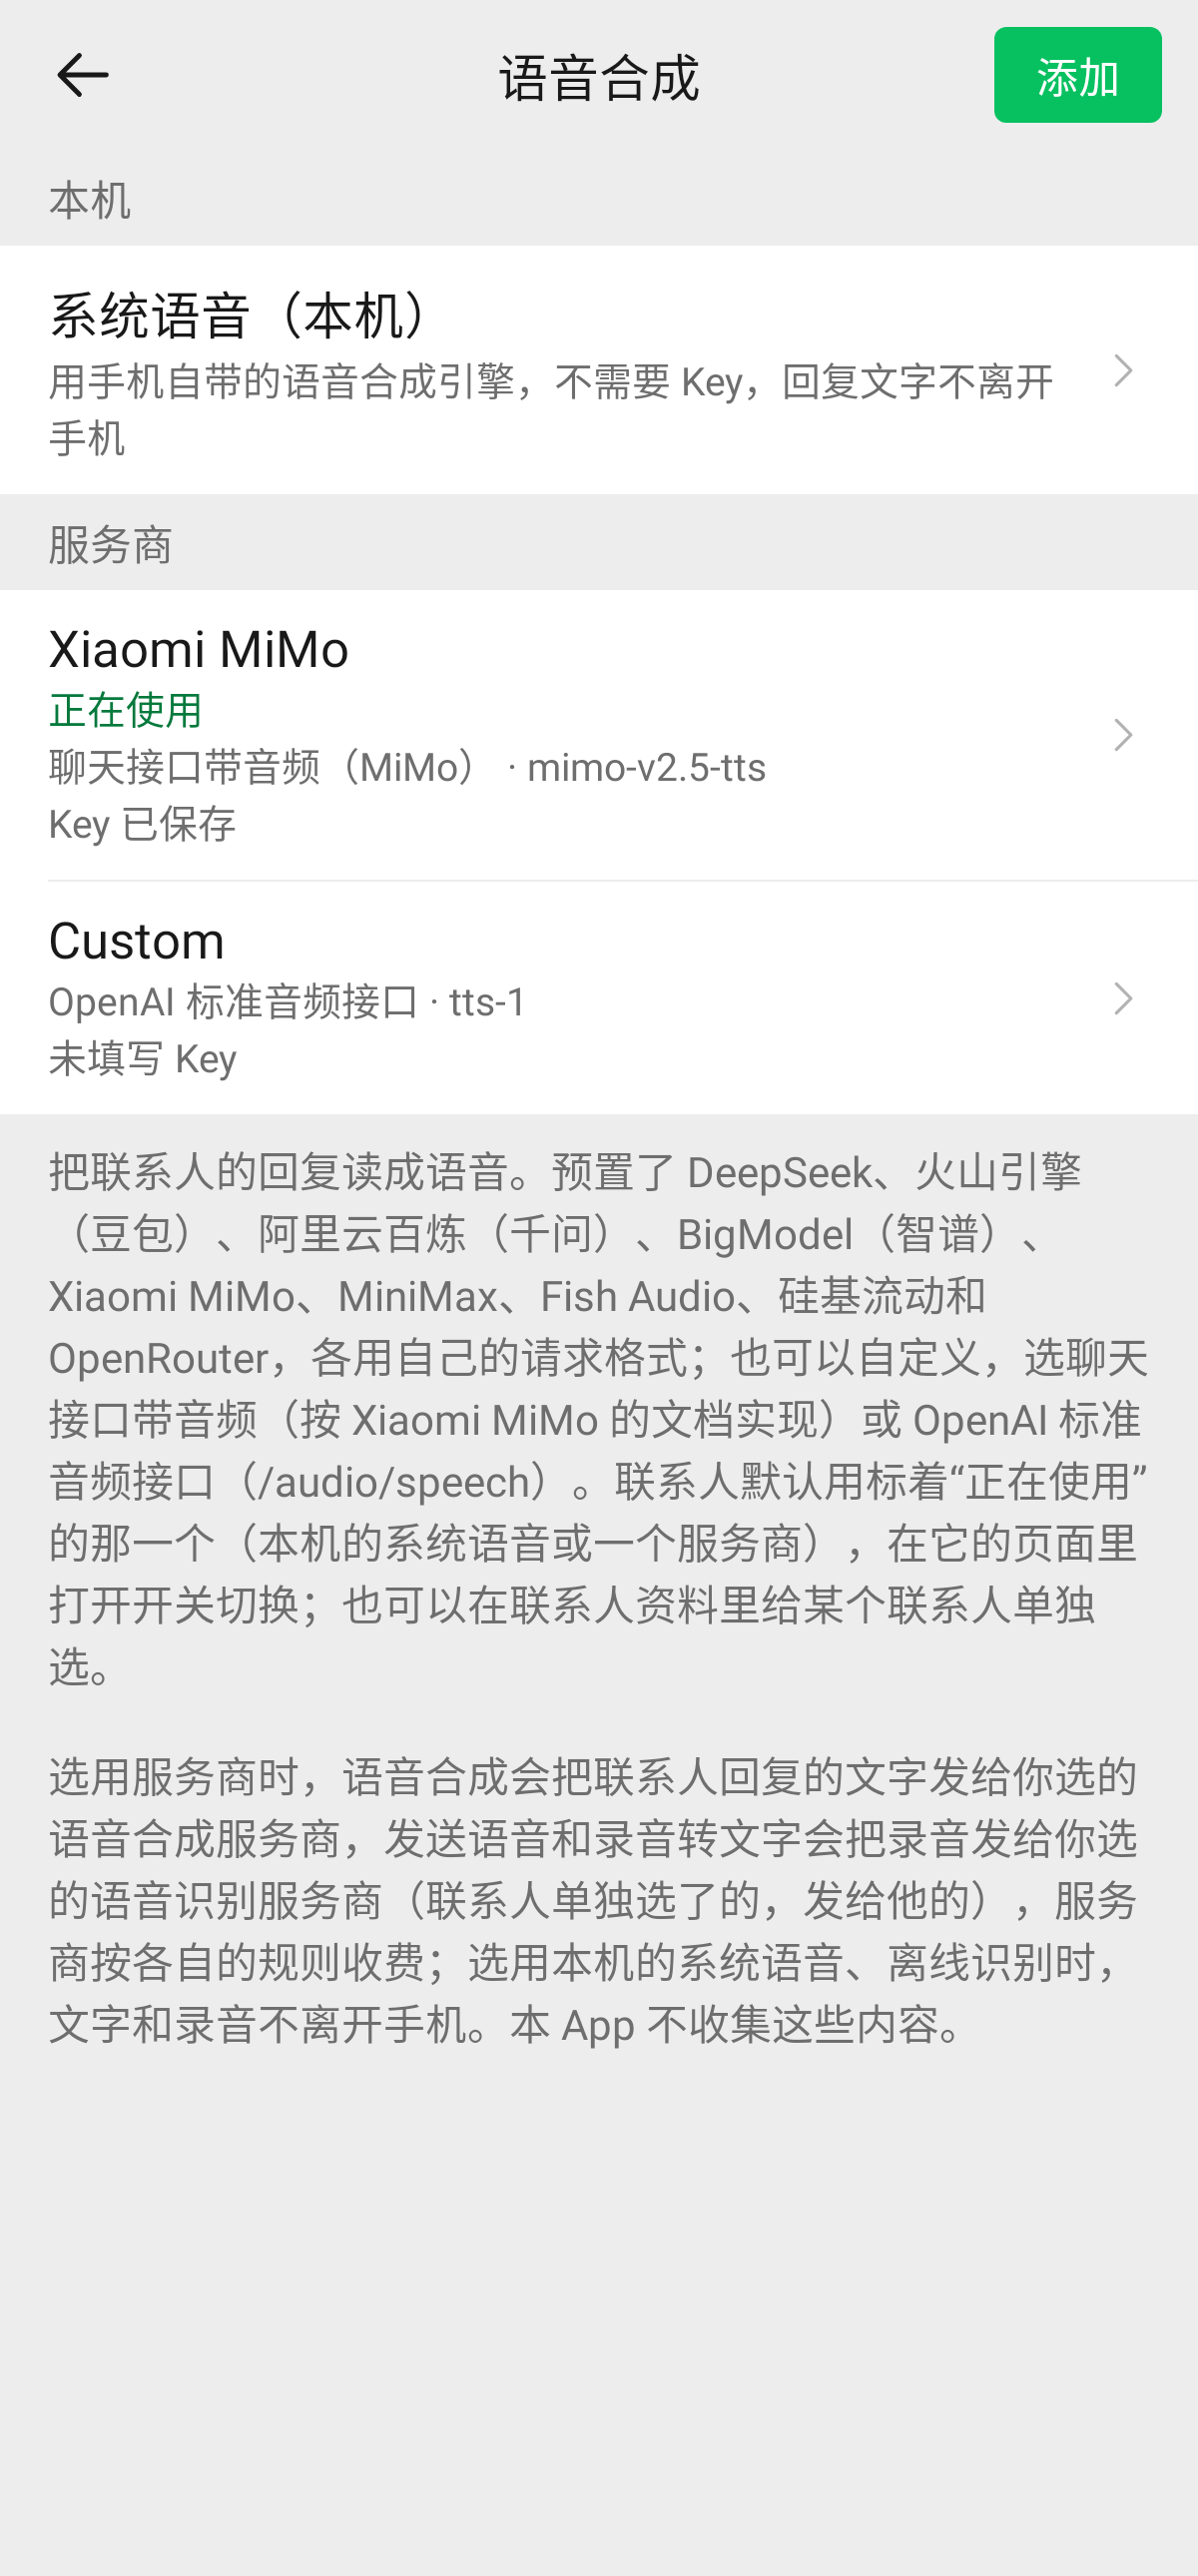 语音合成
添加
本机
系统语音（本机）
用手机自带的语音合成引擎，不需要 Key，回复文字不离开
手机
服务商
Xiaomi MiMo
正在使用
聊天接口带音频（MiMo） · mimo-v2.5-tts
Key 已保存
Custom
OpenAI 标准音频接口 · tts-1
未填写 Key
把联系人的回复读成语音。预置了 DeepSeek、火山引擎
（豆包）、阿里云百炼（千问）、BigModel（智谱）、
Xiaomi MiMo、MiniMax、Fish Audio、硅基流动和
OpenRouter，各用自己的请求格式；也可以自定义，选聊天
接口带音频（按 Xiaomi MiMo 的文档实现）或 OpenAI 标准
音频接口（/audio/speech）。联系人默认用标着“正在使用”
的那一个（本机的系统语音或一个服务商），在它的页面里
打开开关切换；也可以在联系人资料里给某个联系人单独
选。
选用服务商时，语音合成会把联系人回复的文字发给你选的
语音合成服务商，发送语音和录音转文字会把录音发给你选
的语音识别服务商（联系人单独选了的，发给他的），服务
商按各自的规则收费；选用本机的系统语音、离线识别时，
文字和录音不离开手机。本 App 不收集这些内容。